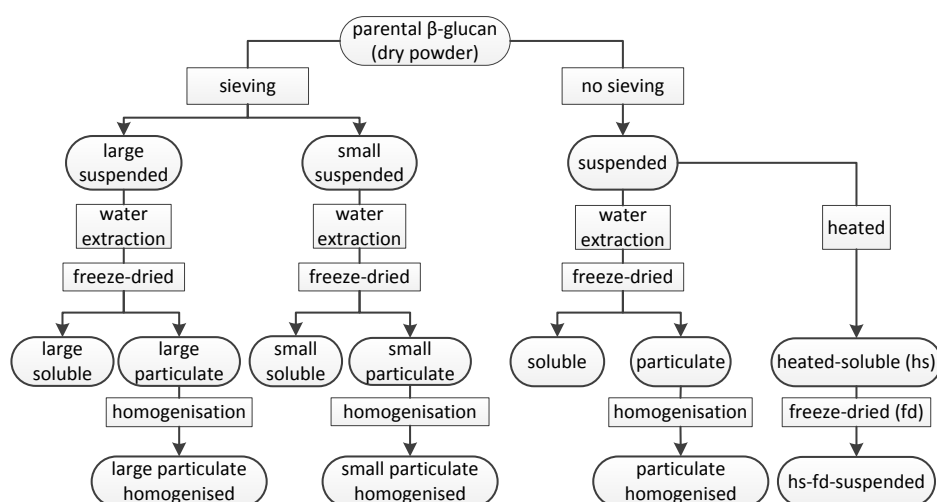 parental β-glucan
(dry powder)
sieving
no sieving
large
suspended
small
suspended
suspended
water
extraction
water
extraction
water
extraction
heated
freeze-dried
freeze-dried
freeze-dried
large
soluble
large
particulate
small
soluble
small
particulate
soluble
particulate
heated-soluble (hs)
homogenisation
homogenisation
homogenisation
freeze-dried (fd)
large particulate
homogenised
small particulate
homogenised
particulate
homogenised
hs-fd-suspended